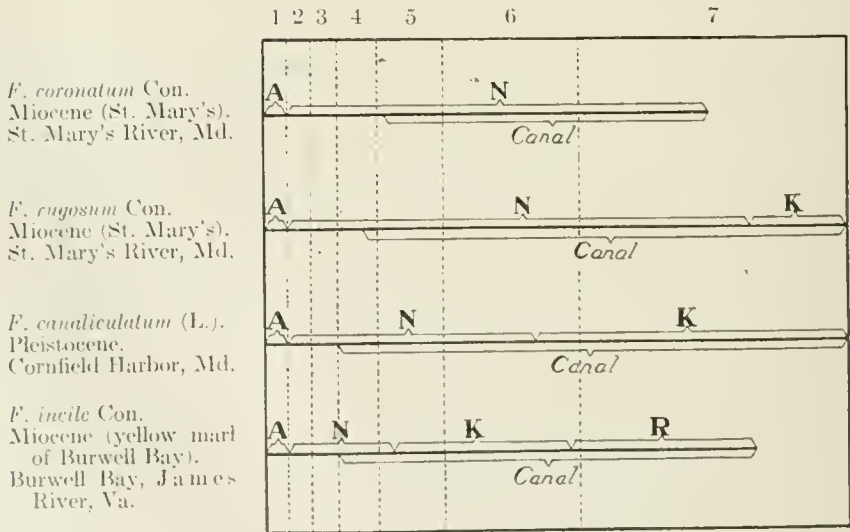 1 2 3 4 5 6 7
F. coronatum Con.
Miocene (St. Mary's).
St. Mary's River, Md.
A N
Canal
F. rugosum Con.
Miocene (St. Mary's).
St. Mary's River, Md.
A N K
Canal
F. canaliculatum (L.).
Pleistocene.
Cornfield Harbor, Md.
A N K
Canal
F. incile Con.
Miocene (yellow marl
of Burwell Bay).
Burwell Bay, James
River, Va.
A N K R
Canal